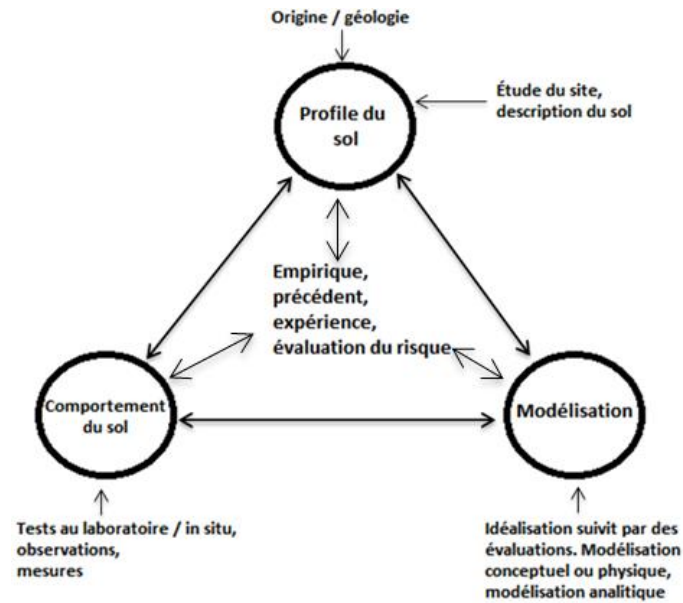 Origine / géologie
Profile du
sol
Étude du site,
description du sol
Empirique,
précédent,
expérience,
évaluation du risque
Comportement
du sol
Modélisation
Tests au laboratoire / in situ,
observations,
mesures
Idéalisation suivit par des
évaluations. Modélisation
conceptuel ou physique,
modélisation analîtique